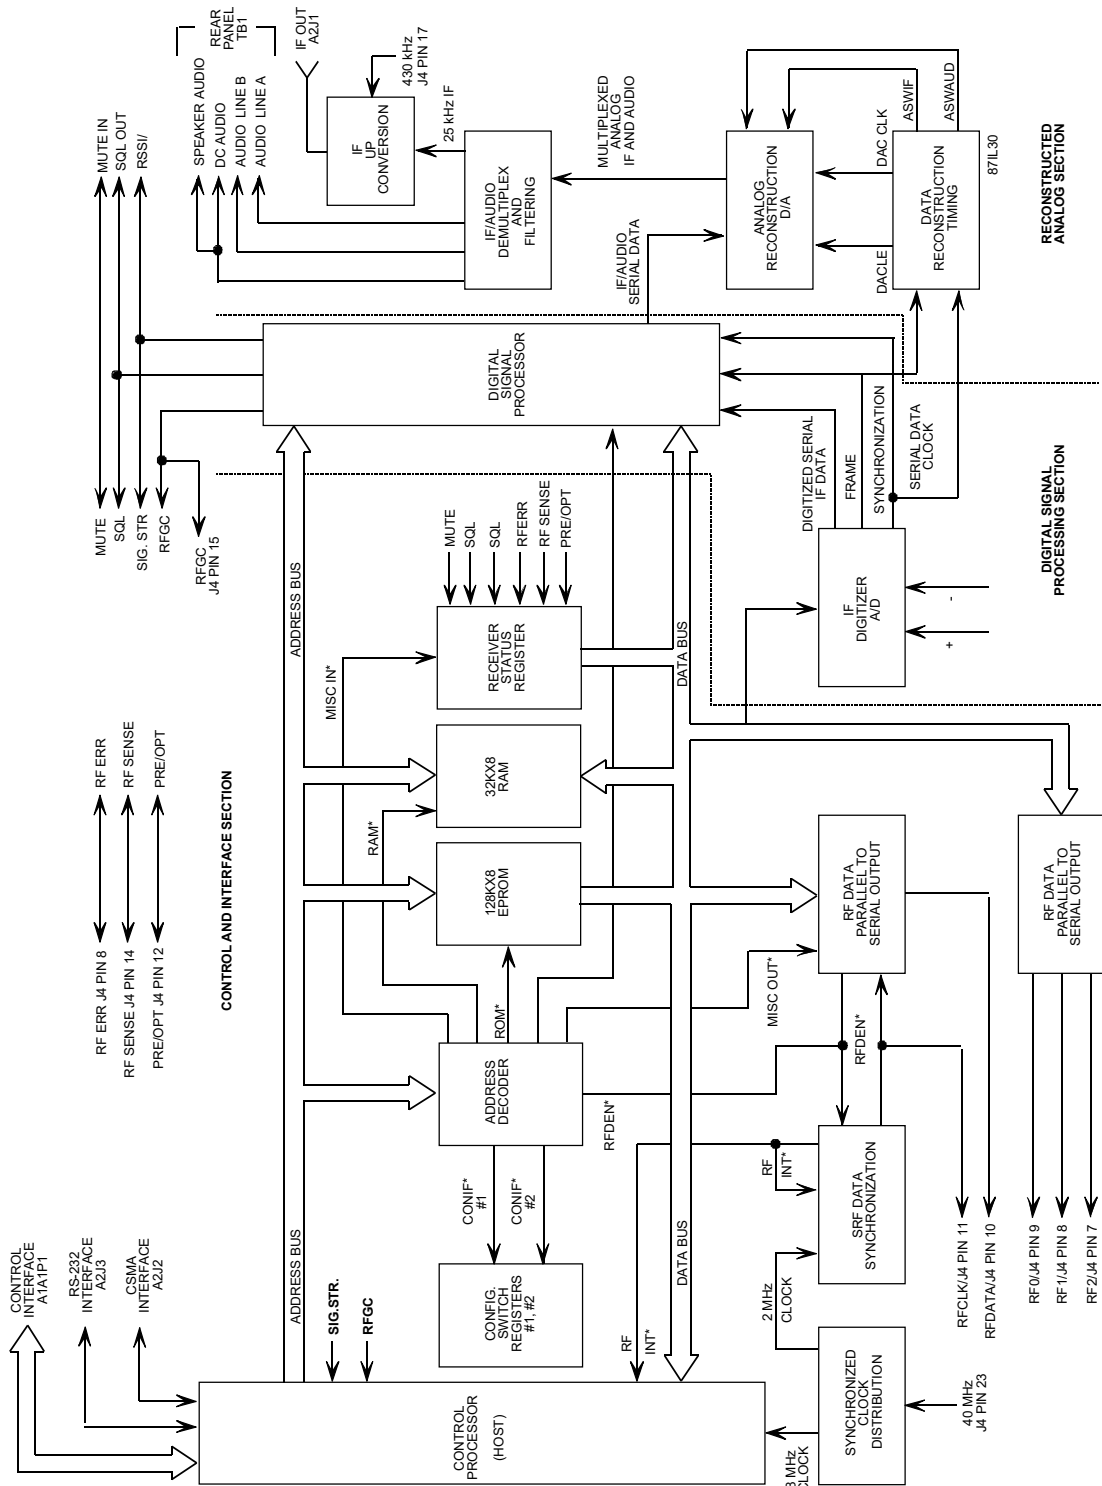 CONTROL
INTERFACE
A1A1P1
RS-232
INTERFACE
A2J3
CSMA
INTERFACE
A2J2
CONTROL
PROCESSOR
(HOST)
MHz
CLOCK
SYNCHRONIZED
CLOCK
DISTRIBUTION
40 MHz
J4 PIN 23
2 MHz
CLOCK
ADDRESS BUS
SIG.STR.
RFGC
CONFIG.
SWITCH
REGISTERS
#1, #2
CONIF*
#1
CONIF*
#2
RF
INT*
DATA BUS
SRF DATA
SYNCHRONIZATION
RF
INT*
RFCLK/J4 PIN 11
RFDATA/J4 PIN 10
RF0/J4 PIN 9
RF1/J4 PIN 8
RF2/J4 PIN 7
ADDRESS
DECODER
RFDEN*
RFDEN*
ROM*
MISC OUT*
RF ERR J4 PIN 8
RF SENSE J4 PIN 14
PRE/OPT J4 PIN 12
RF ERR
RF SENSE
PRE/OPT
CONTROL AND INTERFACE SECTION
128KX8
EPROM
RAM*
32KX8
RAM
RF DATA
PARALLEL TO
SERIAL OUTPUT
RF DATA
PARALLEL TO
SERIAL OUTPUT
MISC IN*
RECEIVER
STATUS
REGISTER
MUTE
SQL
SQL
RFERR
RF SENSE
PRE/OPT
ADDRESS BUS
DATA BUS
IF
DIGITIZER
A/D
+
-
DIGITIZED SERIAL
IF DATA
FRAME
SYNCHRONIZATION
SERIAL DATA
CLOCK
DIGITAL SIGNAL
PROCESSING SECTION
MUTE
SQL
SIG. STR
RFGC
RFGC
J4 PIN 15
MUTE IN
SQL OUT
RSSI/
DIGITAL
SIGNAL
PROCESSOR
IF/AUDIO
SERIAL DATA
SPEAKER AUDIO
DC AUDIO
AUDIO LINE B
AUDIO LINE A
REAR
PANEL
TB1
IF OUT
A2J1
430 kHz
J4 PIN 17
IF
UP
CONVERSION
25 kHz IF
IF/AUDIO
DEMULTIPLEX
AND
FILTERING
MULTIPLEXED
ANALOG
IF AND AUDIO
ANALOG
RECONSTRUCTION
D/A
DACLE
DAC CLK
ASWIF
ASWAUD
DATA
RECONSTRUCTION
TIMING
87IL30
RECONSTRUCTED
ANALOG SECTION